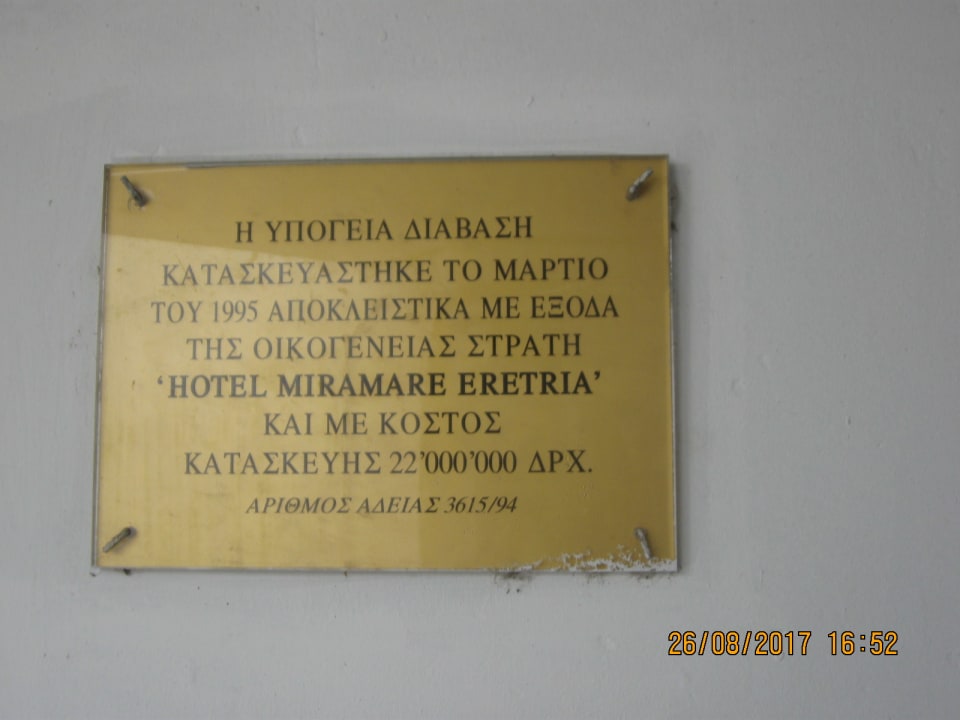 Η ΥΠΟΓΕΙΑ ΔΙΑΒΑΣΗ
ΚΑΤΑΣΚΕΥΑΣΤΗΚΕ ΤΟ ΜΑΡΤΙΟ
ΤΟΥ 1995 ΑΠΟΚΛΕΙΣΤΙΚΑ ΜΕ ΕΞΟΔΑ
ΤΗΣ ΟΙΚΟΓΕΝΕΙΑΣ ΣΤΡΑΤΗ
‘HOTEL MIRAMARE ERETRIA’
ΚΑΙ ΜΕ ΚΟΣΤΟΣ
ΚΑΤΑΣΚΕΥΗΣ 22’000’000 ΔΡΧ.
ΑΡΙΘΜΟΣ ΑΔΕΙΑΣ 3615/94
26/08/2017 16:52